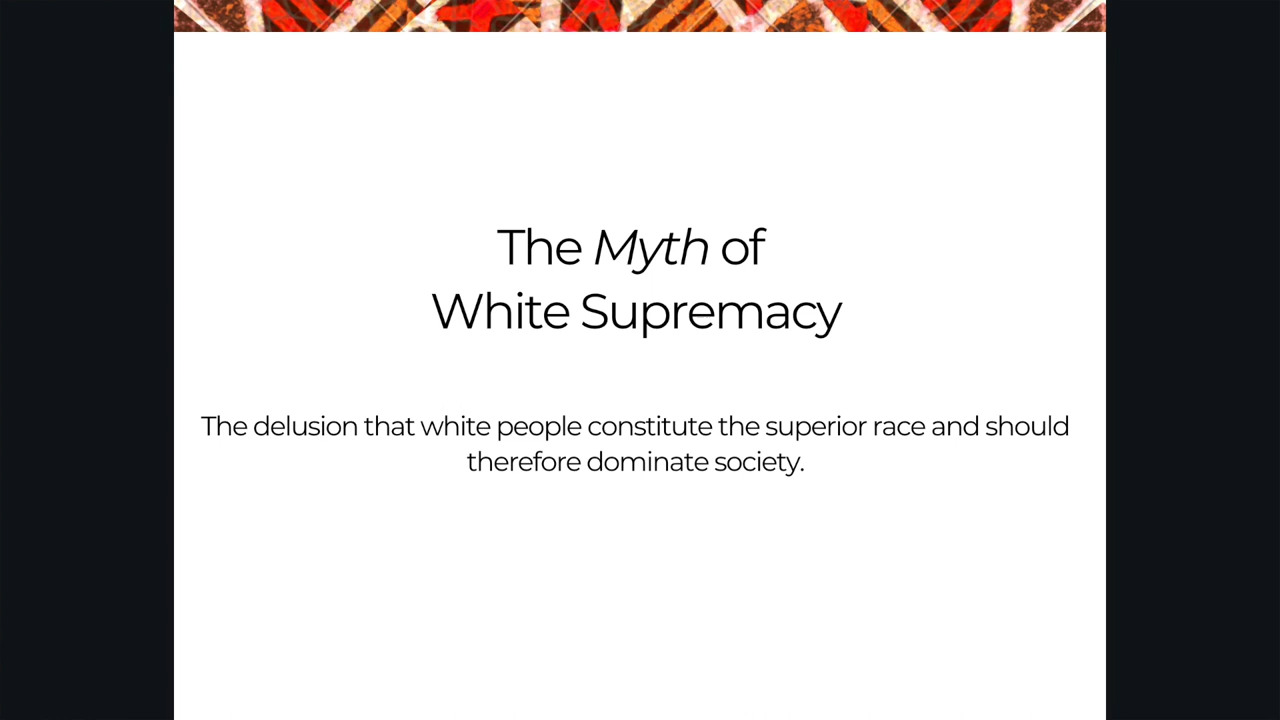 The Myth of
White Supremacy
The delusion that white people constitute the superior race and should
therefore dominate society.